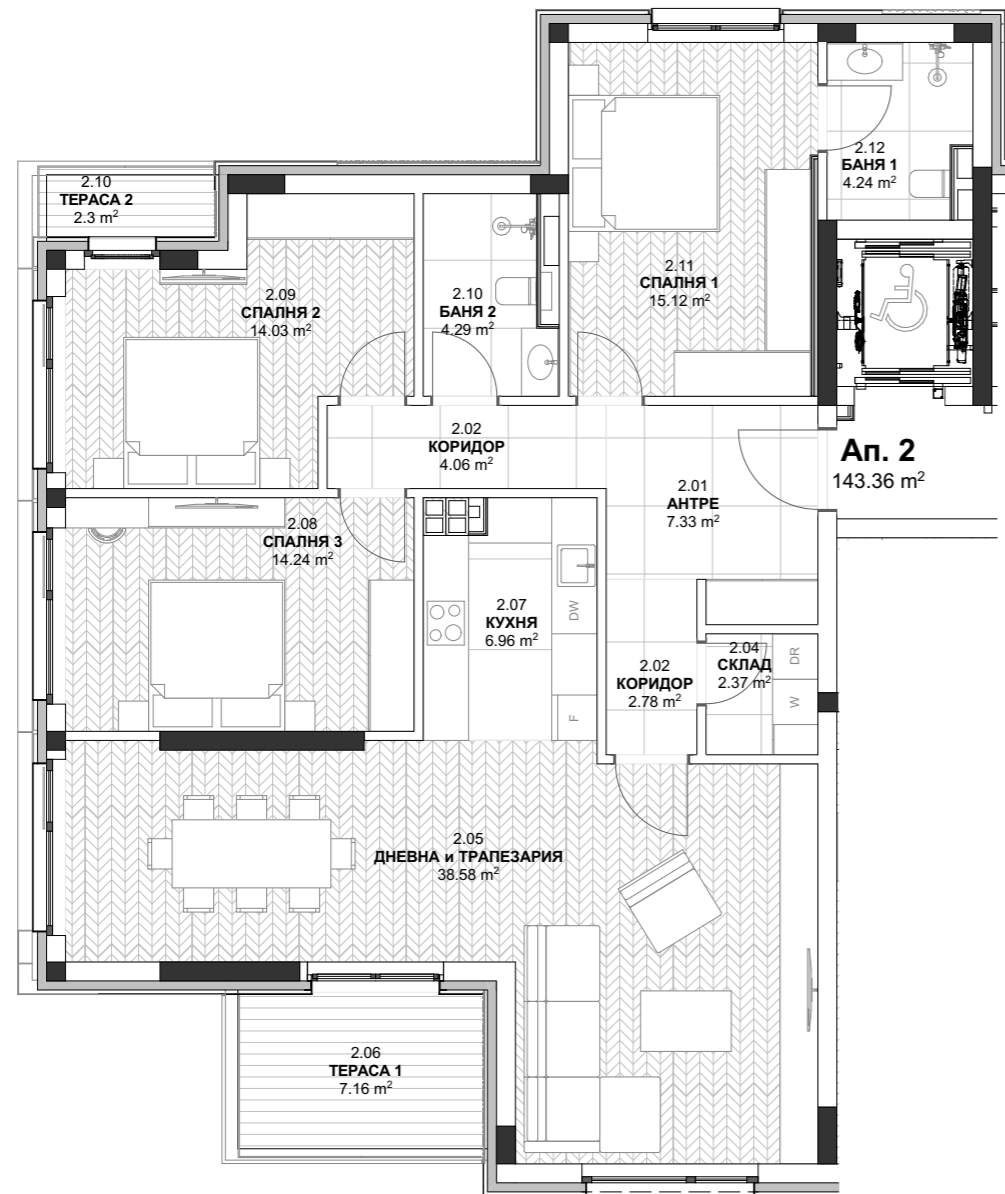 2.10
ТЕРАСА 2
2.3 m²
2.09
СПАЛНЯ 2
14.03 m²
2.10
БАНЯ 2
4.29 m²
2.11
СПАЛНЯ 1
15.12 m²
2.12
БАНЯ 1
4.24 m²
2.02
КОРИДОР
4.06 m²
2.01
АНТРЕ
7.33 m²
Ап. 2
143.36 m²
2.08
СПАЛНЯ 3
14.24 m²
2.07
КУХНЯ
6.96 m²
DW
F
2.02
КОРИДОР
2.78 m²
2.04
СКЛАД
2.37 m²
DR
W
2.05
ДНЕВНА и ТРАПЕЗАРИЯ
38.58 m²
2.06
ТЕРАСА 1
7.16 m²